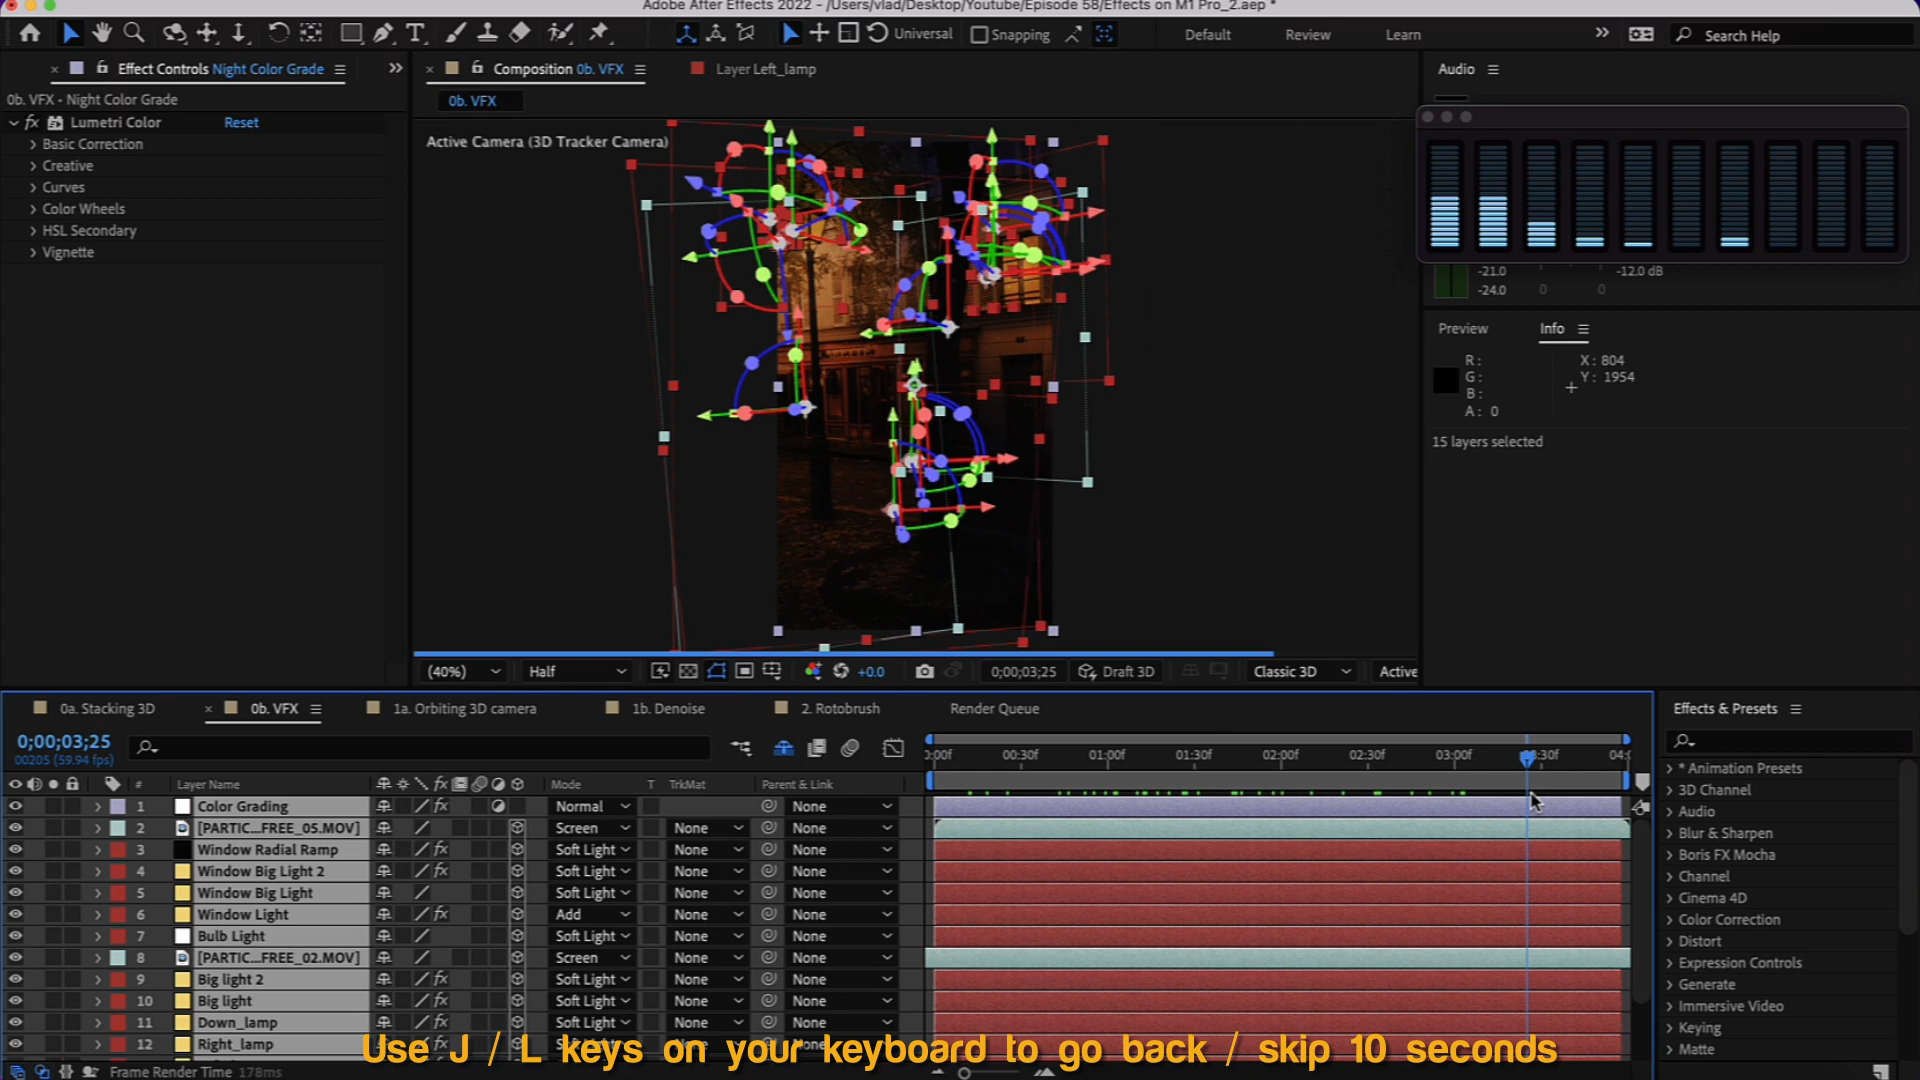 Adobe After Effects 2022 - /Users/vlad/Desktop/Youtube/Episode 58/Effects on M1 Pro_2.aep *
Universal
Snapping
Default
Review
Learn
Search Help
Effect Controls Night Color Grade
Composition 0b. VFX
Layer Left_lamp
Audio
0b. VFX - Night Color Grade
0b. VFX
fx Lumetri Color
Reset
Basic Correction
Creative
Curves
Color Wheels
HSL Secondary
Vignette
Active Camera (3D Tracker Camera)
-21.0
-12.0 dB
-24.0
0
0
Preview
Info
R:
G:
B:
A: 0
X: 804
Y: 1954
15 layers selected
(40%)
Half
+0.0
0;00;03;25
Draft 3D
Classic 3D
Active
0a. Stacking 3D
0b. VFX
1a. Orbiting 3D camera
1b. Denoise
2. Rotobrush
Render Queue
0;00;03;25
00205 (59.94 fps)
:00f
00:30f
01:00f
01:30f
02:00f
02:30f
03:00f
:30f
# Layer Name
fx
Mode
T TrkMat
Parent & Link
1 Color Grading fx Normal None
2 [PARTIC...FREE_05.MOV] Screen None None
3 Window Radial Ramp fx Soft Light None None
4 Window Big Light 2 fx Soft Light None None
5 Window Big Light Soft Light None None
6 Window Light fx Add None None
7 Bulb Light Soft Light None None
8 [PARTIC...FREE_02.MOV] Screen None None
9 Big light 2 fx Soft Light None None
10 Big light Soft Light None None
11 Down_lamp fx Soft Light None None
12 Right_lamp
Frame Render Time 178ms
Effects & Presets
* Animation Presets
3D Channel
Audio
Blur & Sharpen
Boris FX Mocha
Channel
Cinema 4D
Color Correction
Distort
Expression Controls
Generate
Immersive Video
Keying
Matte
Use J / L keys on your keyboard to go back / skip 10 seconds